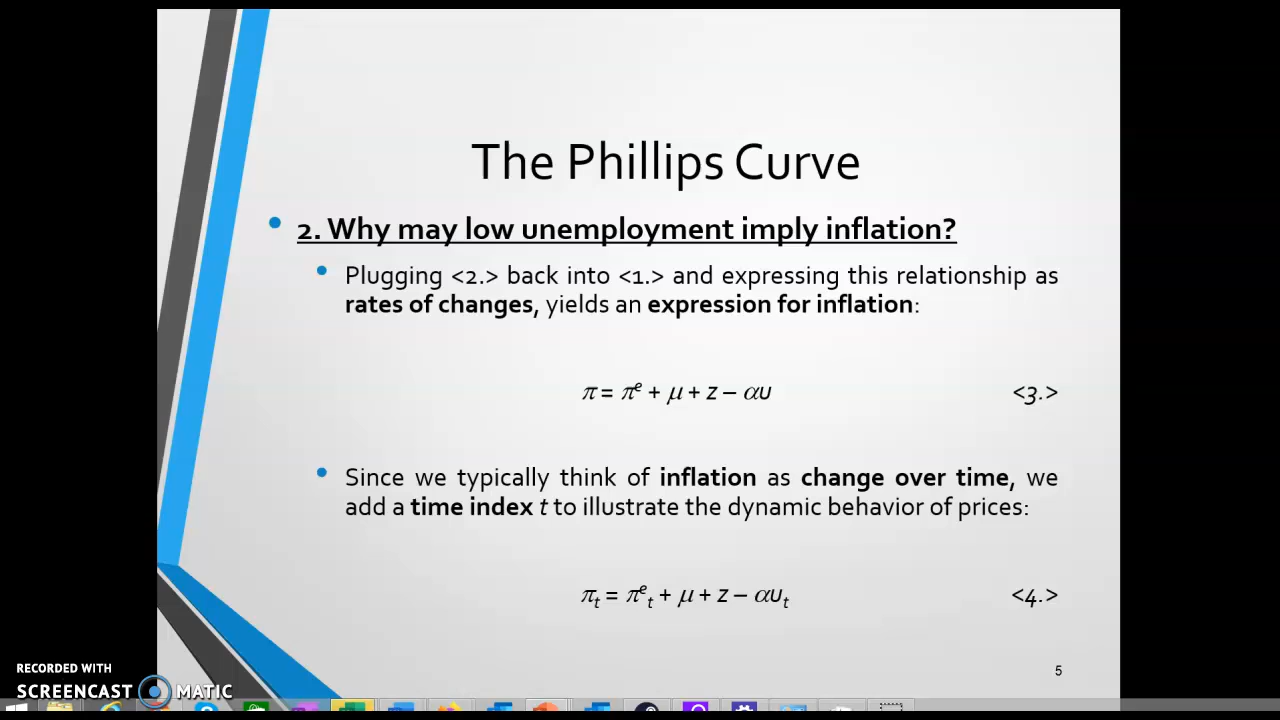 The Phillips Curve
• 2. Why may low unemployment imply inflation?
• Plugging <2.> back into <1.> and expressing this relationship as
rates of changes, yields an expression for inflation:
π = πᵉ + μ + z – αu <3.>
• Since we typically think of inflation as change over time, we
add a time index t to illustrate the dynamic behavior of prices:
πₜ = πᵉₜ + μ + z – αuₜ <4.>
5
RECORDED WITH
SCREENCAST MATIC